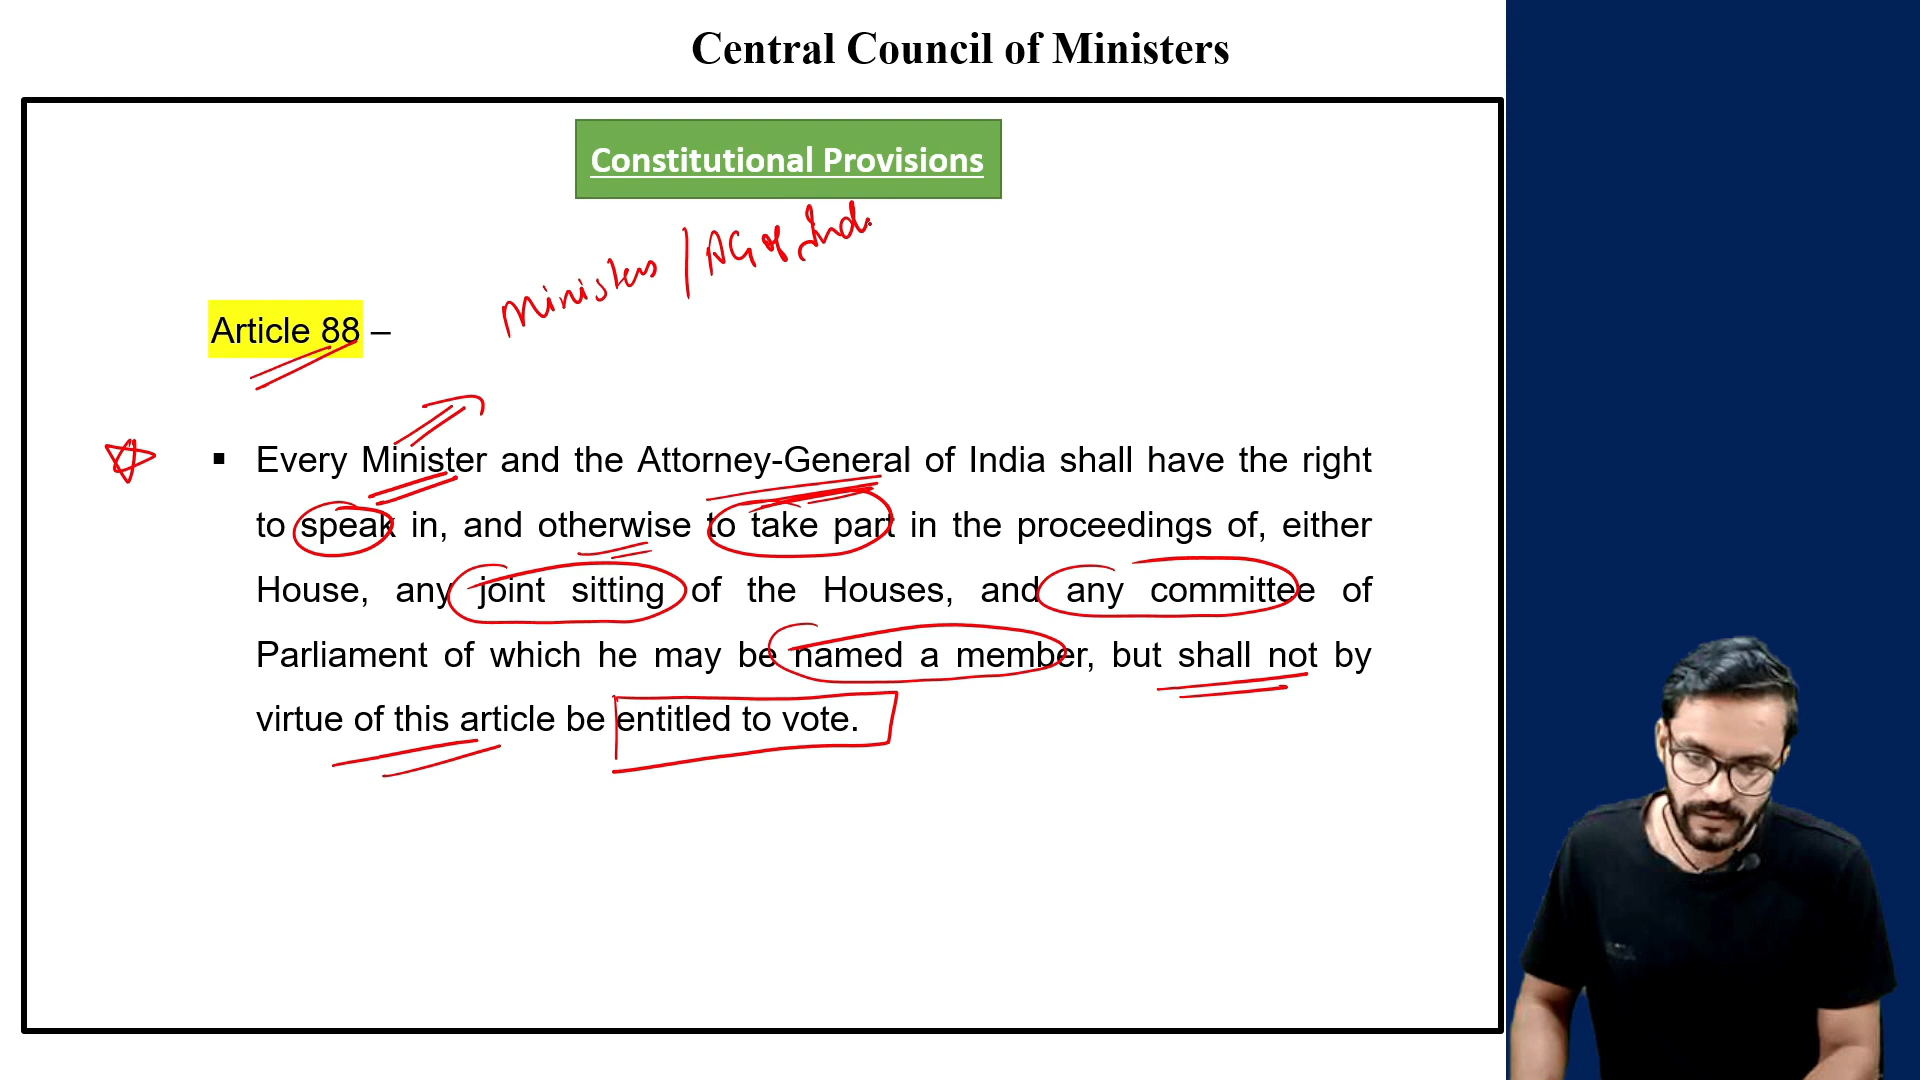 Central Council of Ministers
Constitutional Provisions
Ministers / AG of Ind
Article 88 –
▪ Every Minister and the Attorney-General of India shall have the right
to speak in, and otherwise to take part in the proceedings of, either
House, any joint sitting of the Houses, and any committee of
Parliament of which he may be named a member, but shall not by
virtue of this article be entitled to vote.